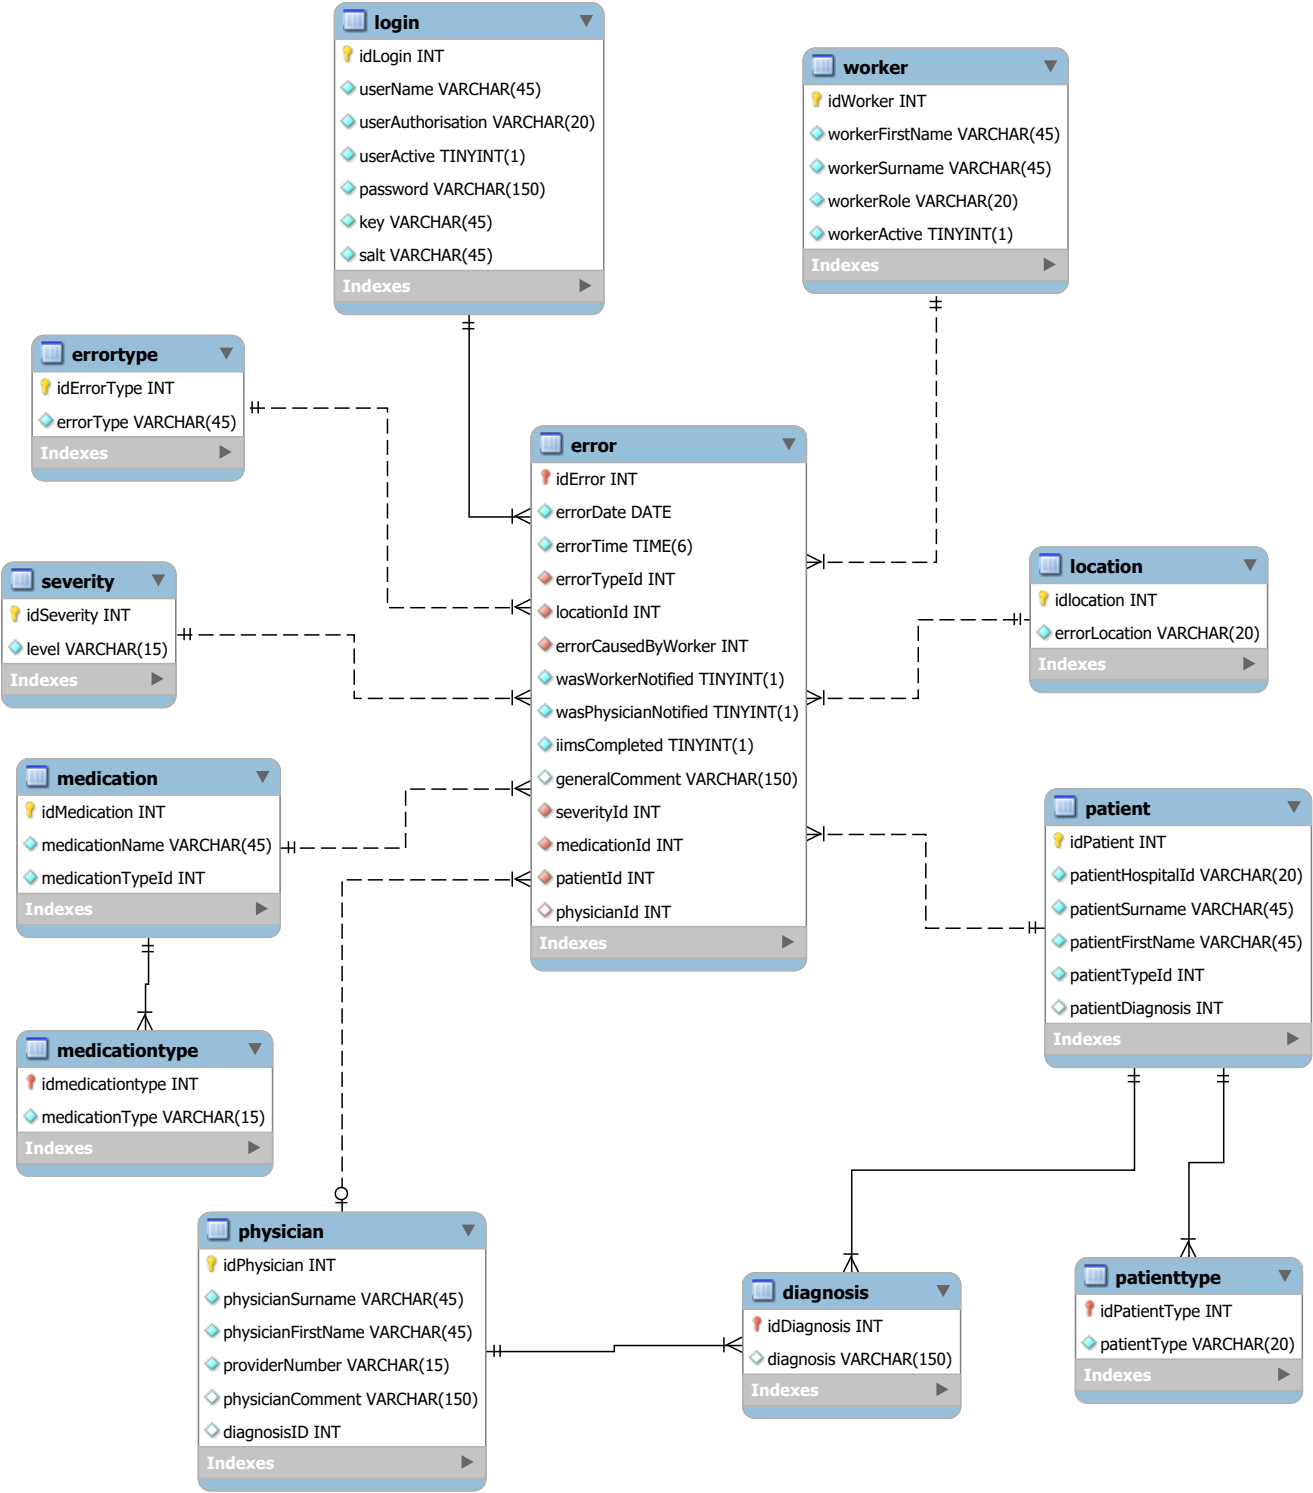 login
idLogin INT
userName VARCHAR(45)
userAuthorisation VARCHAR(20)
userActive TINYINT(1)
password VARCHAR(150)
key VARCHAR(45)
salt VARCHAR(45)
Indexes
worker
idWorker INT
workerFirstName VARCHAR(45)
workerSurname VARCHAR(45)
workerRole VARCHAR(20)
workerActive TINYINT(1)
Indexes
errortype
idErrorType INT
errorType VARCHAR(45)
Indexes
error
idError INT
errorDate DATE
errorTime TIME(6)
errorTypeId INT
locationId INT
errorCausedByWorker INT
wasWorkerNotified TINYINT(1)
wasPhysicianNotified TINYINT(1)
iimsCompleted TINYINT(1)
generalComment VARCHAR(150)
severityId INT
medicationId INT
patientId INT
physicianId INT
Indexes
severity
idSeverity INT
level VARCHAR(15)
Indexes
location
idlocation INT
errorLocation VARCHAR(20)
Indexes
medication
idMedication INT
medicationName VARCHAR(45)
medicationTypeId INT
Indexes
patient
idPatient INT
patientHospitalId VARCHAR(20)
patientSurname VARCHAR(45)
patientFirstName VARCHAR(45)
patientTypeId INT
patientDiagnosis INT
Indexes
medicationtype
idmedicationtype INT
medicationType VARCHAR(15)
Indexes
physician
idPhysician INT
physicianSurname VARCHAR(45)
physicianFirstName VARCHAR(45)
providerNumber VARCHAR(15)
physicianComment VARCHAR(150)
diagnosisID INT
Indexes
diagnosis
idDiagnosis INT
diagnosis VARCHAR(150)
Indexes
patienttype
idPatientType INT
patientType VARCHAR(20)
Indexes